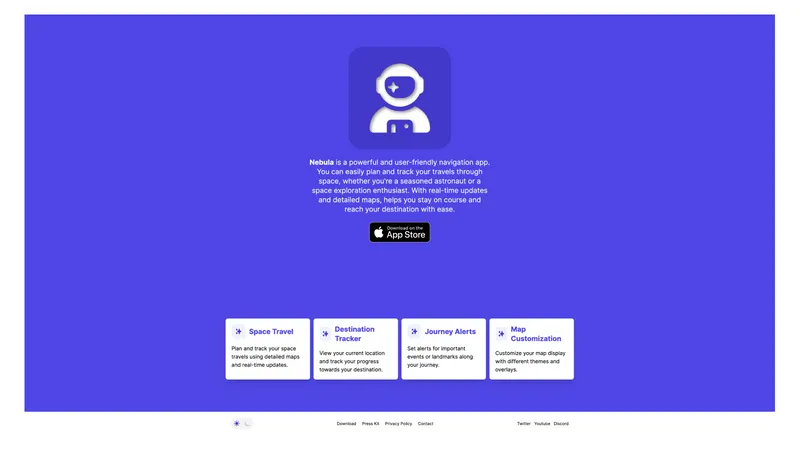 Nebula is a powerful and user-friendly navigation app.
You can easily plan and track your travels through
space, whether you're a seasoned astronaut or a
space exploration enthusiast. With real-time updates
and detailed maps, helps you stay on course and
reach your destination with ease.
Download on the
App Store
Space Travel
Plan and track your space
travels using detailed maps
and real-time updates.
Destination
Tracker
View your current location
and track your progress
towards your destination.
Journey Alerts
Set alerts for important
events or landmarks along
your journey.
Map
Customization
Customize your map display
with different themes and
overlays.
Download Press Kit Privacy Policy Contact
Twitter Youtube Discord